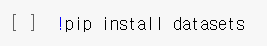 [ ] !pip install datasets